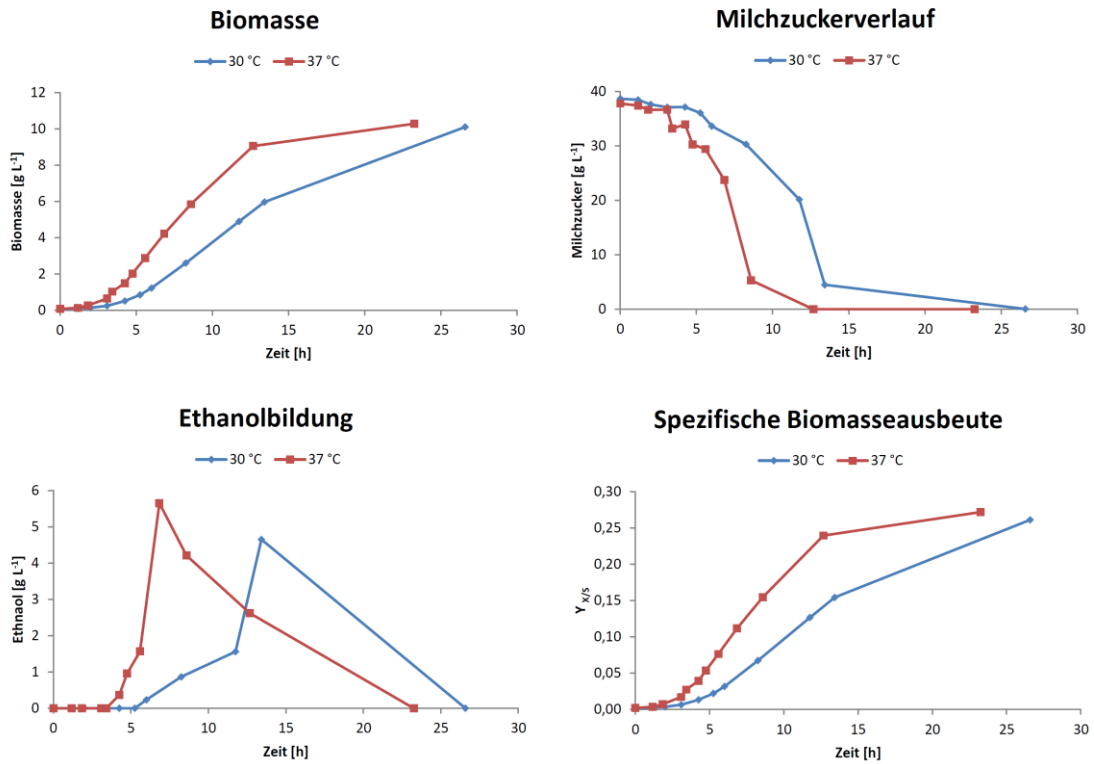 Biomasse
30 °C 37 °C
12
10
8
6
4
2
0
Biomasse [g L-1]
0 5 10 15 20 25 30
Zeit [h]
Milchzuckerverlauf
30 °C 37 °C
40
30
20
10
0
Milchzucker [g L-1]
0 5 10 15 20 25 30
Zeit [h]
Ethanolbildung
30 °C 37 °C
6
5
4
3
2
1
0
Ethnaol [g L-1]
0 5 10 15 20 25 30
Zeit [h]
Spezifische Biomasseausbeute
30 °C 37 °C
0,30
0,25
0,20
0,15
0,10
0,05
0,00
Y x/s
0 5 10 15 20 25 30
Zeit [h]